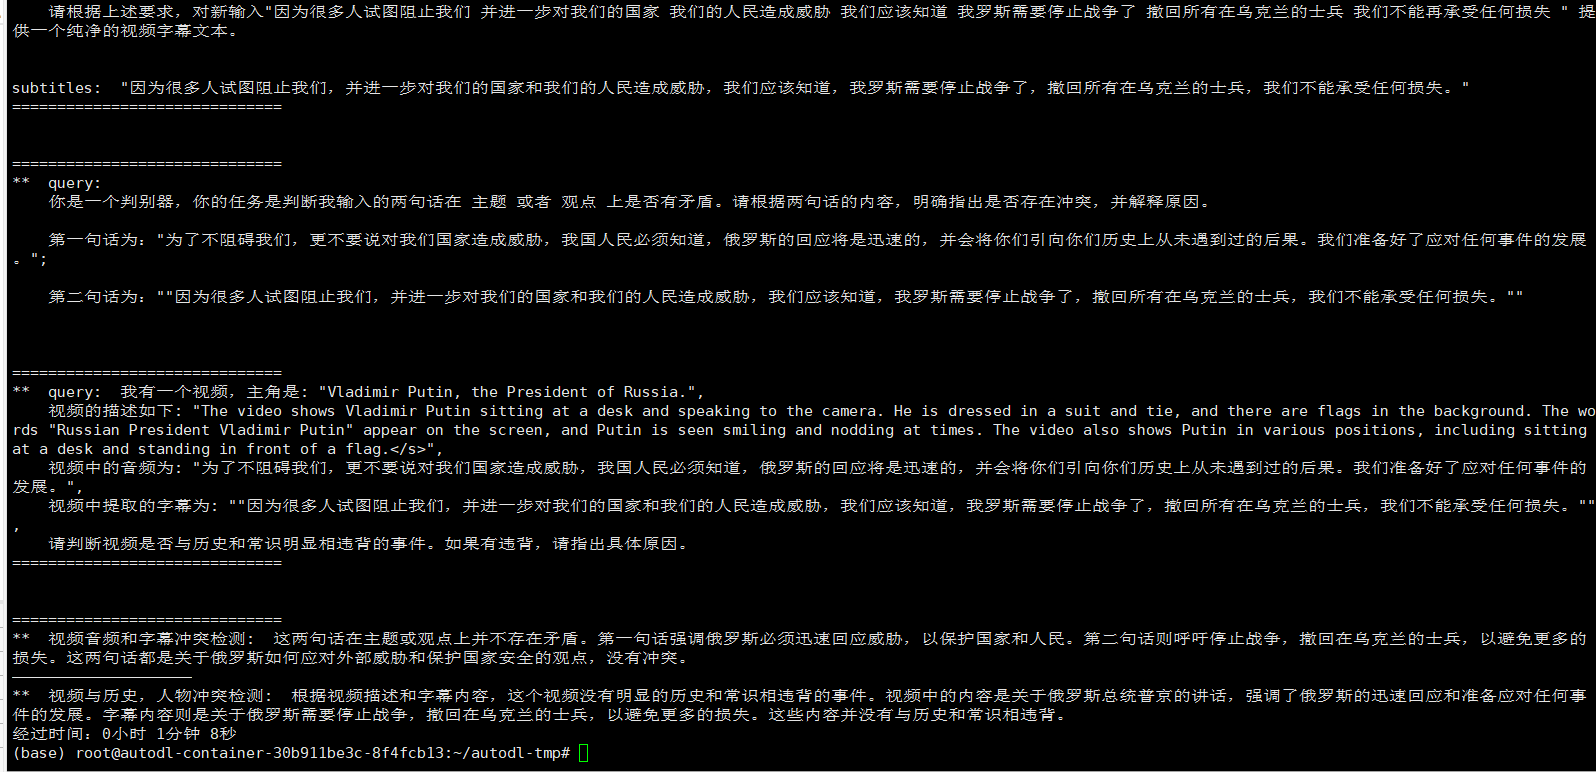 请根据上述要求，对新输入"因为很多人试图阻止我们 并进一步对我们的国家 我们的人民造成威胁 我们应该知道 我罗斯需要停止战争了 撤回所有在乌克兰的士兵 我们不能再承受任何损失 " 提
供一个纯净的视频字幕文本。
subtitles:  "因为很多人试图阻止我们，并进一步对我们的国家和我们的人民造成威胁，我们应该知道，我罗斯需要停止战争了，撤回所有在乌克兰的士兵，我们不能承受任何损失。"
==============================
==============================
**  query:
你是一个判别器，你的任务是判断我输入的两句话在 主题 或者 观点 上是否有矛盾。请根据两句话的内容，明确指出是否存在冲突，并解释原因。
第一句话为："为了不阻碍我们，更不要说对我们国家造成威胁，我国人民必须知道，俄罗斯的回应将是迅速的，并会将你们引向你们历史上从未遇到过的后果。我们准备好了应对任何事件的发展
。";
第二句话为：""因为很多人试图阻止我们，并进一步对我们的国家和我们的人民造成威胁，我们应该知道，我罗斯需要停止战争了，撤回所有在乌克兰的士兵，我们不能承受任何损失。""
==============================
**  query:  我有一个视频，主角是: "Vladimir Putin, the President of Russia.",
视频的描述如下: "The video shows Vladimir Putin sitting at a desk and speaking to the camera. He is dressed in a suit and tie, and there are flags in the background. The wo
rds "Russian President Vladimir Putin" appear on the screen, and Putin is seen smiling and nodding at times. The video also shows Putin in various positions, including sitting
at a desk and standing in front of a flag.</s>",
视频中的音频为: "为了不阻碍我们，更不要说对我们国家造成威胁，我国人民必须知道，俄罗斯的回应将是迅速的，并会将你们引向你们历史上从未遇到过的后果。我们准备好了应对任何事件的
发展。",
视频中提取的字幕为: ""因为很多人试图阻止我们，并进一步对我们的国家和我们的人民造成威胁，我们应该知道，我罗斯需要停止战争了，撤回所有在乌克兰的士兵，我们不能承受任何损失。""
,
请判断视频是否与历史和常识明显相违背的事件。如果有违背，请指出具体原因。
==============================
==============================
**  视频音频和字幕冲突检测:  这两句话在主题或观点上并不存在矛盾。第一句话强调俄罗斯必须迅速回应威胁，以保护国家和人民。第二句话则呼吁停止战争，撤回在乌克兰的士兵，以避免更多的
损失。这两句话都是关于俄罗斯如何应对外部威胁和保护国家安全的观点，没有冲突。
————————————————————
**  视频与历史，人物冲突检测:  根据视频描述和字幕内容，这个视频没有明显的历史和常识相违背的事件。视频中的内容是关于俄罗斯总统普京的讲话，强调了俄罗斯的迅速回应和准备应对任何事
件的发展。字幕内容则是关于俄罗斯需要停止战争，撤回在乌克兰的士兵，以避免更多的损失。这些内容并没有与历史和常识相违背。
经过时间: 0小时 1分钟 8秒
(base) root@autodl-container-30b911be3c-8f4fcb13:~/autodl-tmp#